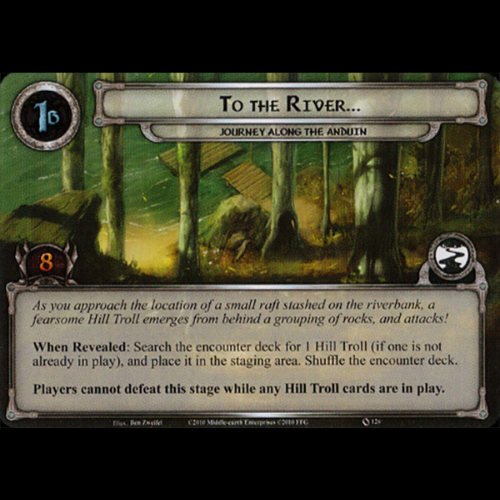 1B
TO THE RIVER...
JOURNEY ALONG THE ANDUIN
8
As you approach the location of a small raft stashed on the riverbank, a
fearsome Hill Troll emerges from behind a grouping of rocks, and attacks!
When Revealed: Search the encounter deck for 1 Hill Troll (if one is not
already in play), and place it in the staging area. Shuffle the encounter deck.
Players cannot defeat this stage while any Hill Troll cards are in play.
Illus. Ben Zweifel ©2010 Middle-earth Enterprises ©2010 FFG